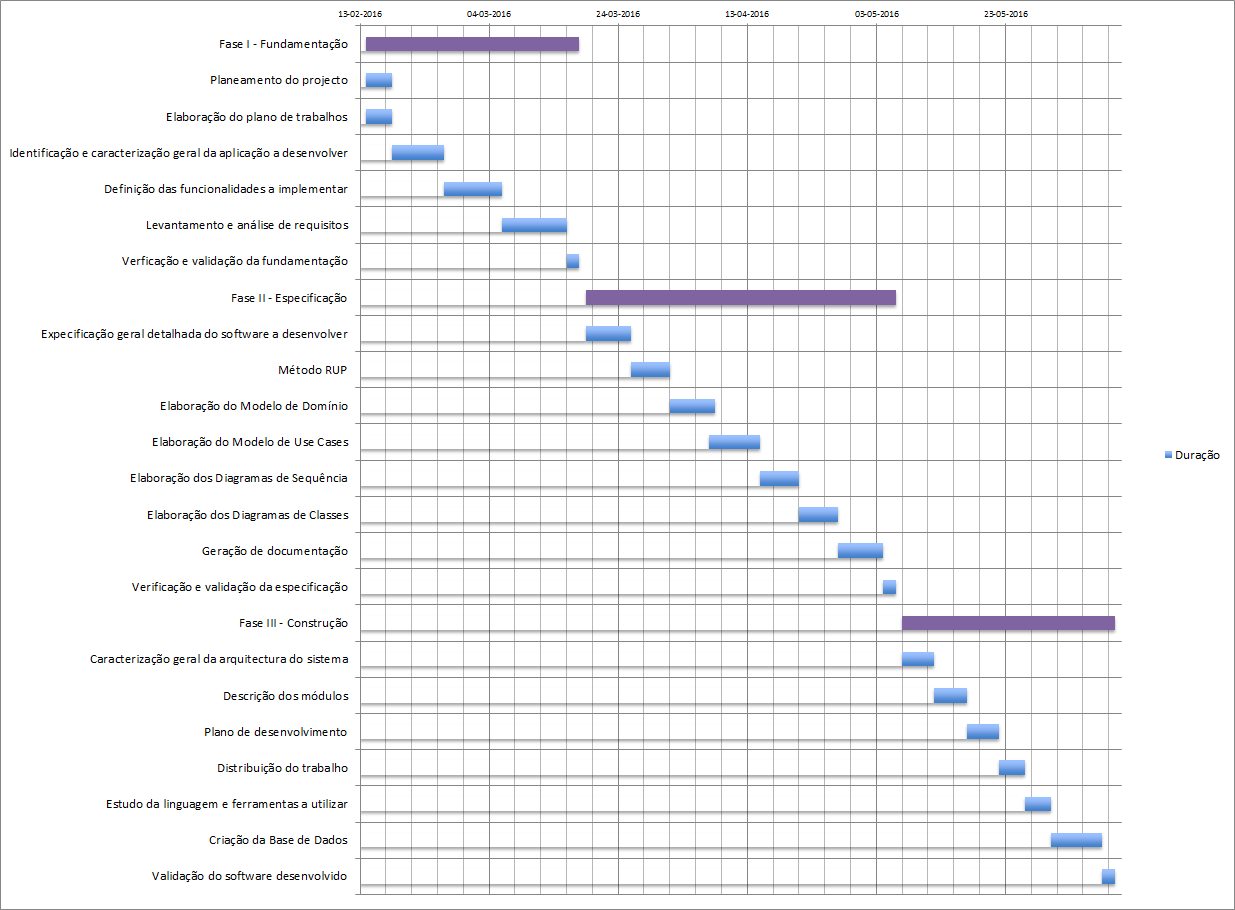 13-02-2016 04-03-2016 24-03-2016 13-04-2016 03-05-2016 23-05-2016
Fase I - Fundamentação
Planeamento do projecto
Elaboração do plano de trabalhos
Identificação e caracterização geral da aplicação a desenvolver
Definição das funcionalidades a implementar
Levantamento e análise de requisitos
Verficação e validação da fundamentação
Fase II - Especificação
Expecificação geral detalhada do software a desenvolver
Método RUP
Elaboração do Modelo de Domínio
Elaboração do Modelo de Use Cases
Duração
Elaboração dos Diagramas de Sequência
Elaboração dos Diagramas de Classes
Geração de documentação
Verificação e validação da especificação
Fase III - Construção
Caracterização geral da arquitectura do sistema
Descrição dos módulos
Plano de desenvolvimento
Distribuição do trabalho
Estudo da linguagem e ferramentas a utilizar
Criação da Base de Dados
Validação do software desenvolvido